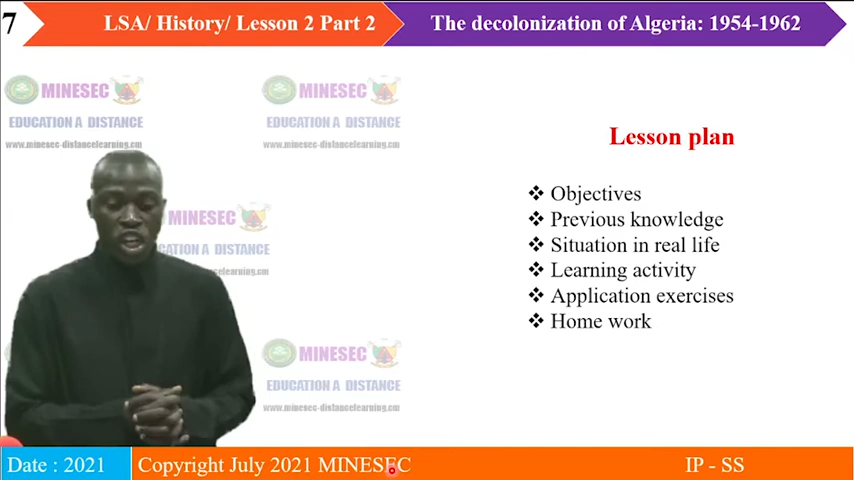 7
LSA/ History/ Lesson 2 Part 2
The decolonization of Algeria: 1954-1962
MINESEC
EDUCATION A DISTANCE
www.minesec-distancelearning.cm
MINESEC
EDUCATION A DISTANCE
www.minesec-distancelearning.cm
Lesson plan
❖ Objectives
❖ Previous knowledge
❖ Situation in real life
❖ Learning activity
❖ Application exercises
❖ Home work
MINESEC
CATION A DISTANCE
MINESEC
EDUCATION A DISTANCE
www.minesec-distancelearning.cm
Date : 2021
Copyright July 2021 MINESEC
IP - SS